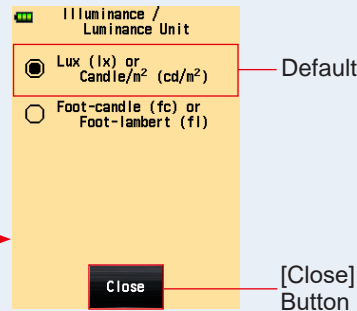 Illuminance /
Luminance Unit
Lux (lx) or
Candle/m² (cd/m²)
Default
Foot-candle (fc) or
Foot-lambert (fl)
Close
[Close]
Button